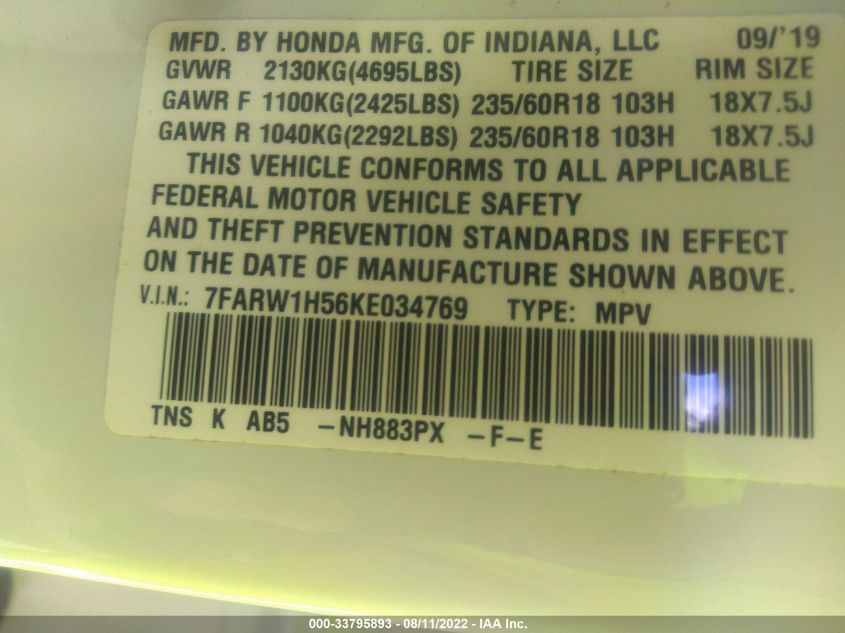 MFD. BY HONDA MFG. OF INDIANA, LLC 09/'19
GVWR 2130KG(4695LBS) TIRE SIZE RIM SIZE
GAWR F 1100KG(2425LBS) 235/60R18 103H 18X7.5J
GAWR R 1040KG(2292LBS) 235/60R18 103H 18X7.5J
THIS VEHICLE CONFORMS TO ALL APPLICABLE
FEDERAL MOTOR VEHICLE SAFETY
AND THEFT PREVENTION STANDARDS IN EFFECT
ON THE DATE OF MANUFACTURE SHOWN ABOVE.
V.I.N.: 7FARW1H56KE034769 TYPE: MPV
TNS K AB5 -NH883PX -F-E
000-33795893 - 08/11/2022 - IAA Inc.